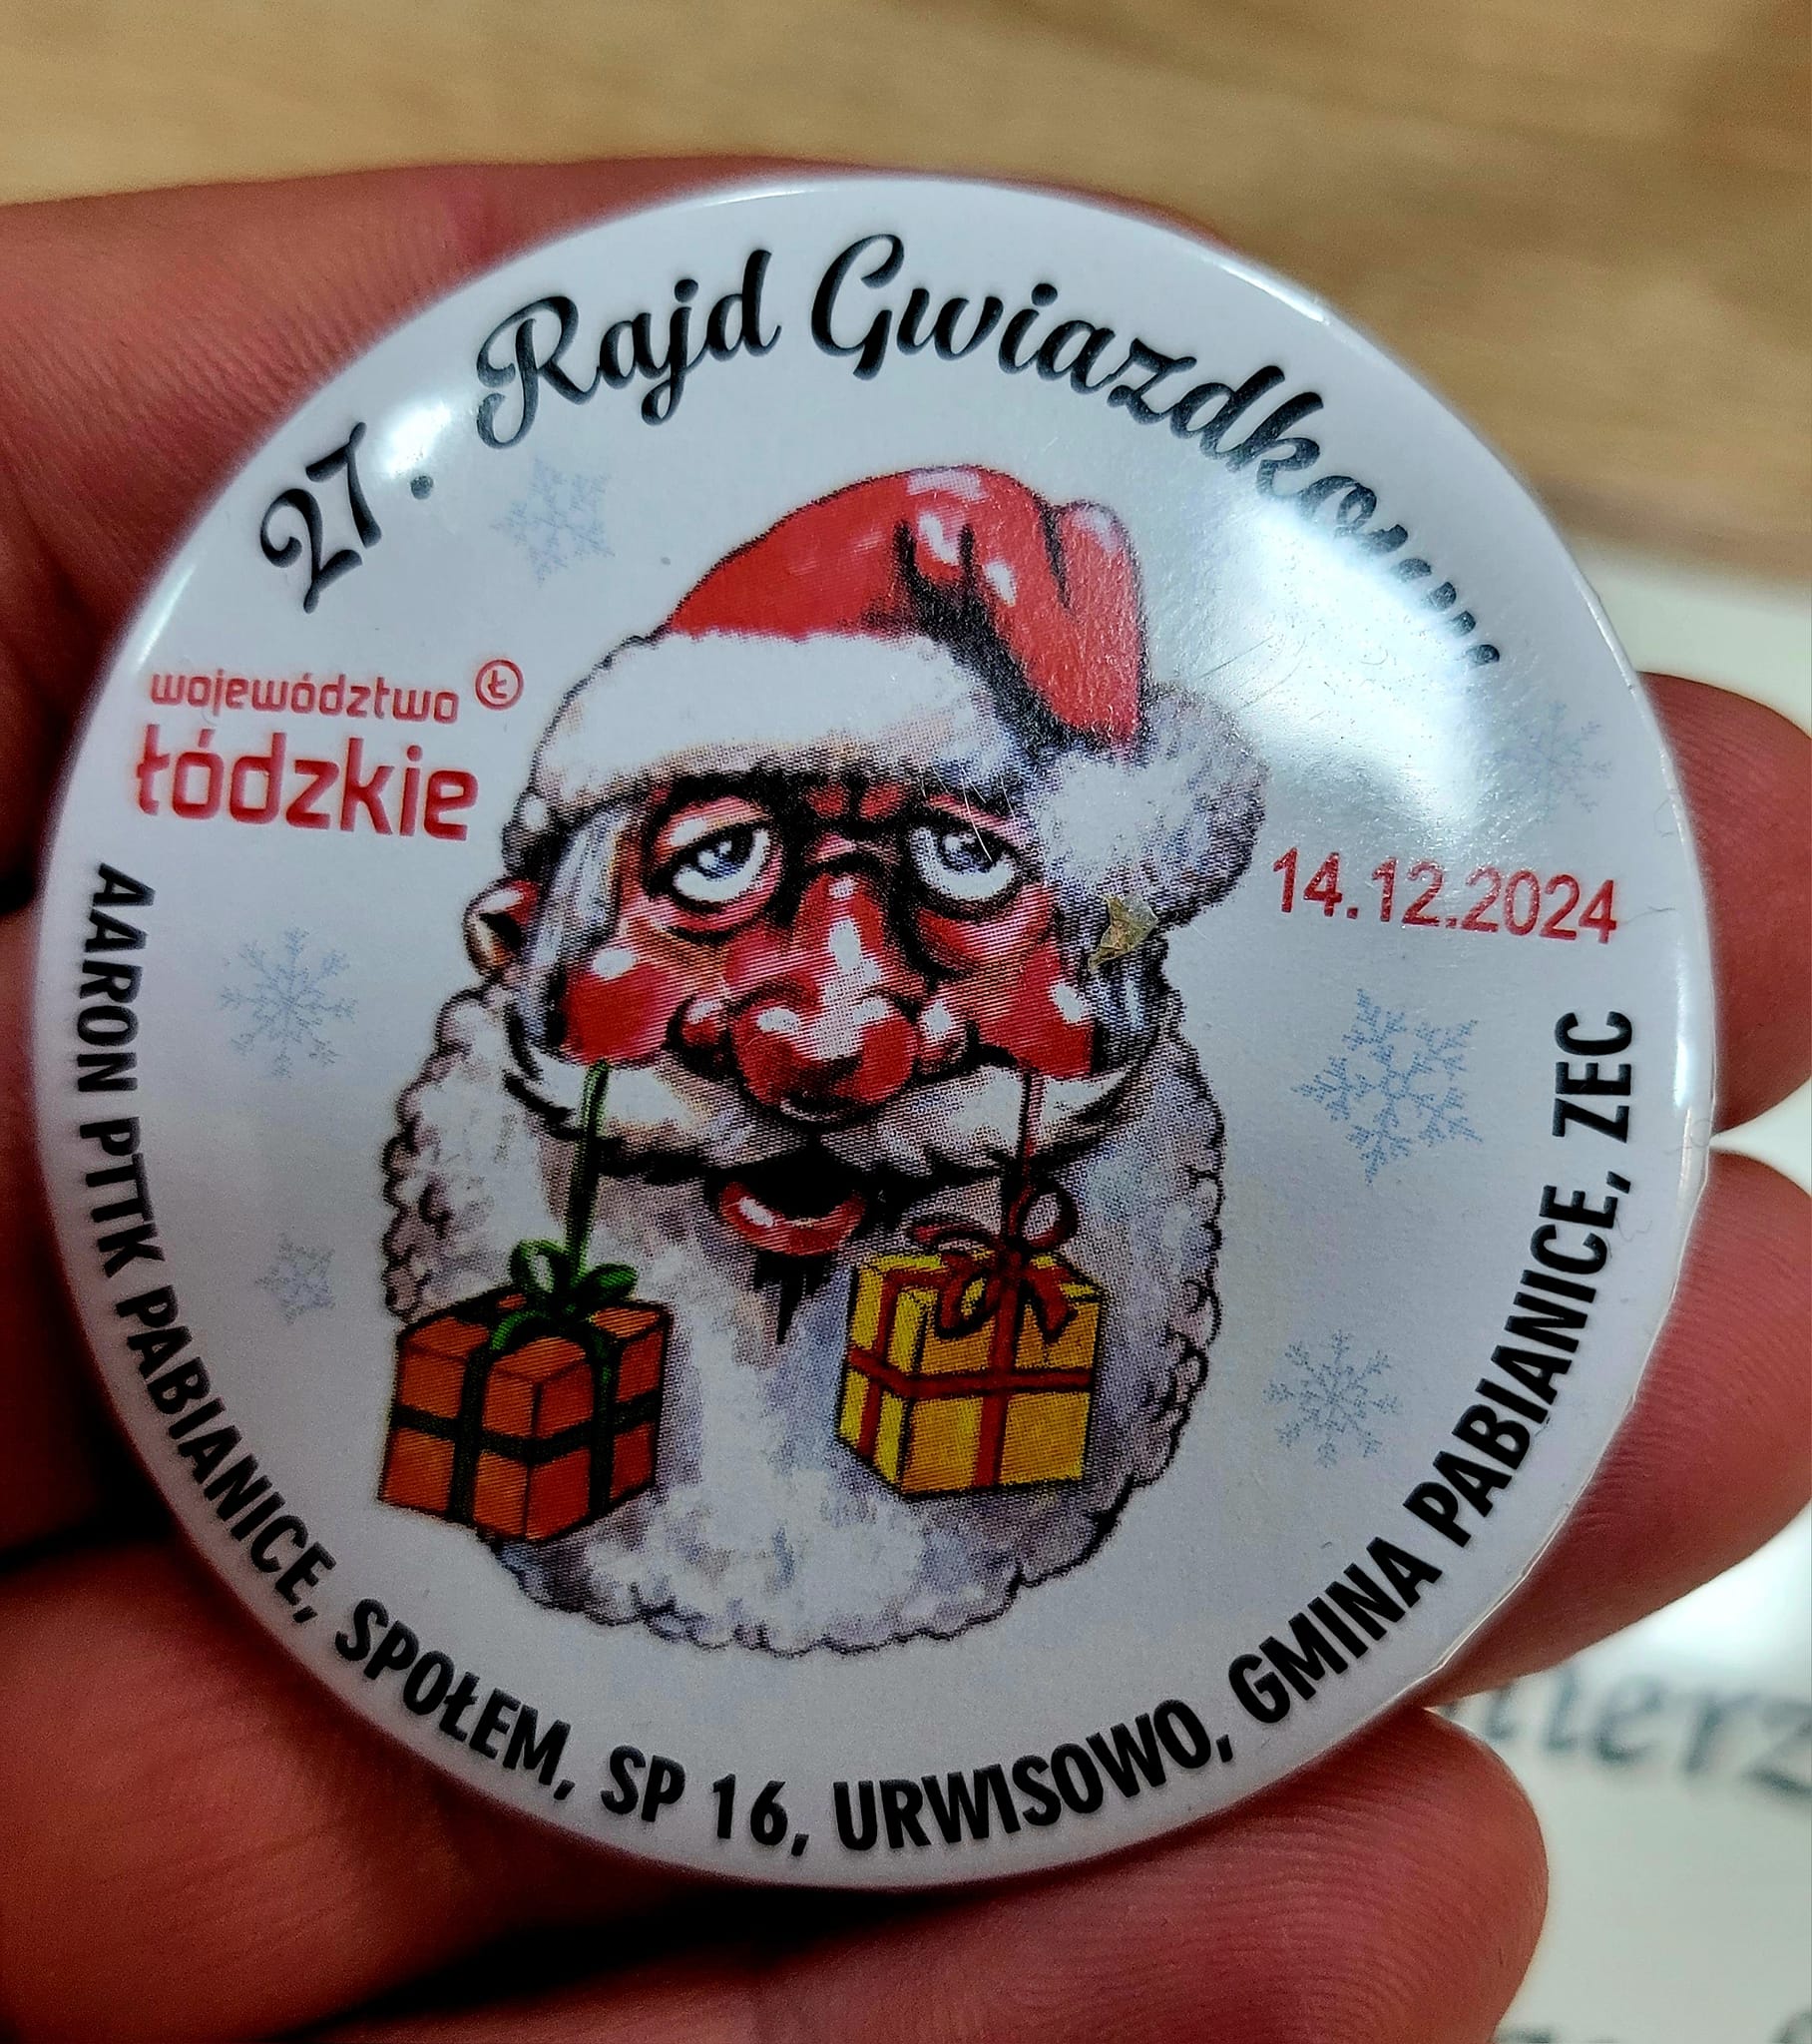 27. Rajd Gwiazdkowy
województwo Ł
łódzkie
14.12.2024
AARON PTTK PABIANICE, SPOŁEM, SP 16, URWISOWO, GMINA PABIANICE, ZEC